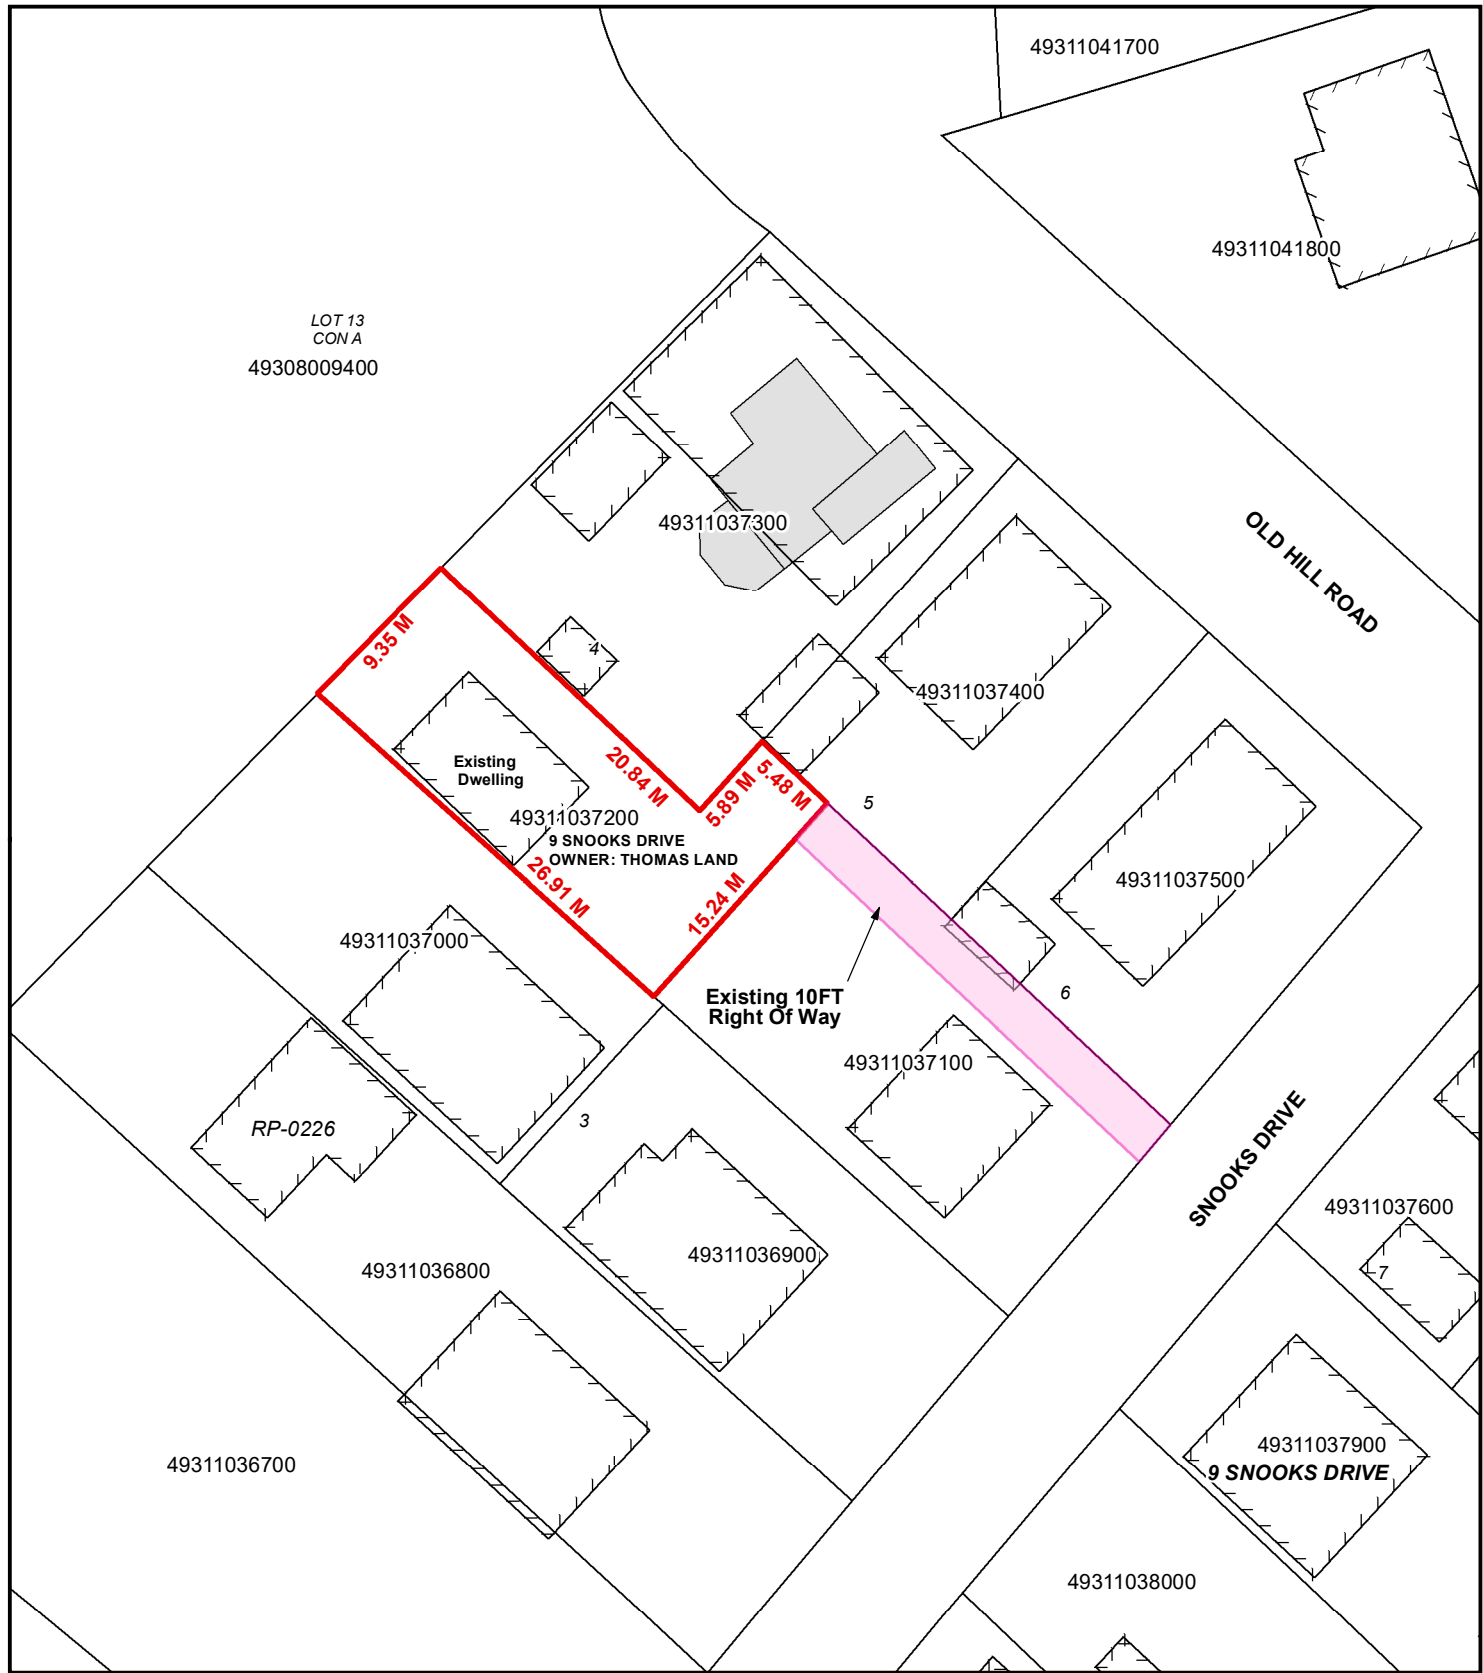 49311041700
49311041800
LOT 13
CON A
49308009400
49311037300
OLD HILL ROAD
9.35 M
4
49311037400
20.84 M
5.89 M
5.48 M
Existing
Dwelling
5
49311037200
9 SNOOKS DRIVE
OWNER: THOMAS LAND
26.91 M
15.24 M
49311037500
49311037000
Existing 10FT
Right Of Way
6
49311037100
RP-0226
3
SNOOKS DRIVE
49311037600
49311036900
49311036800
7
49311036700
49311037900
9 SNOOKS DRIVE
49311038000